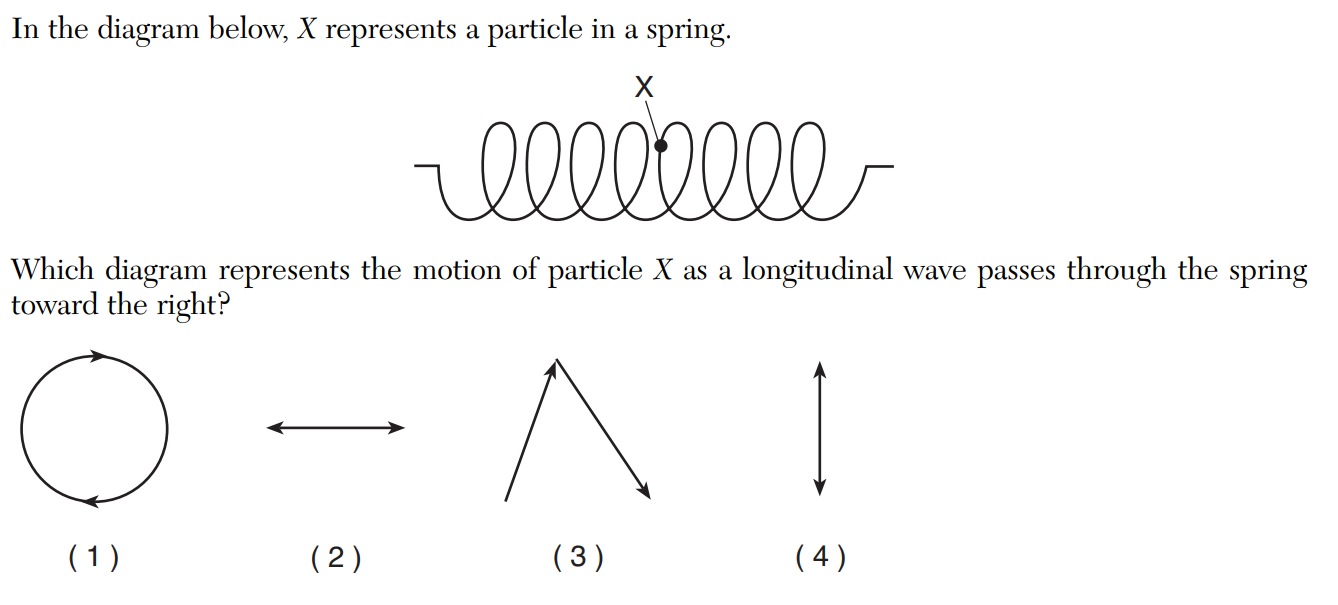 In the diagram below, X represents a particle in a spring.
X
Which diagram represents the motion of particle X as a longitudinal wave passes through the spring
toward the right?
( 1 ) ( 2 ) ( 3 ) ( 4 )